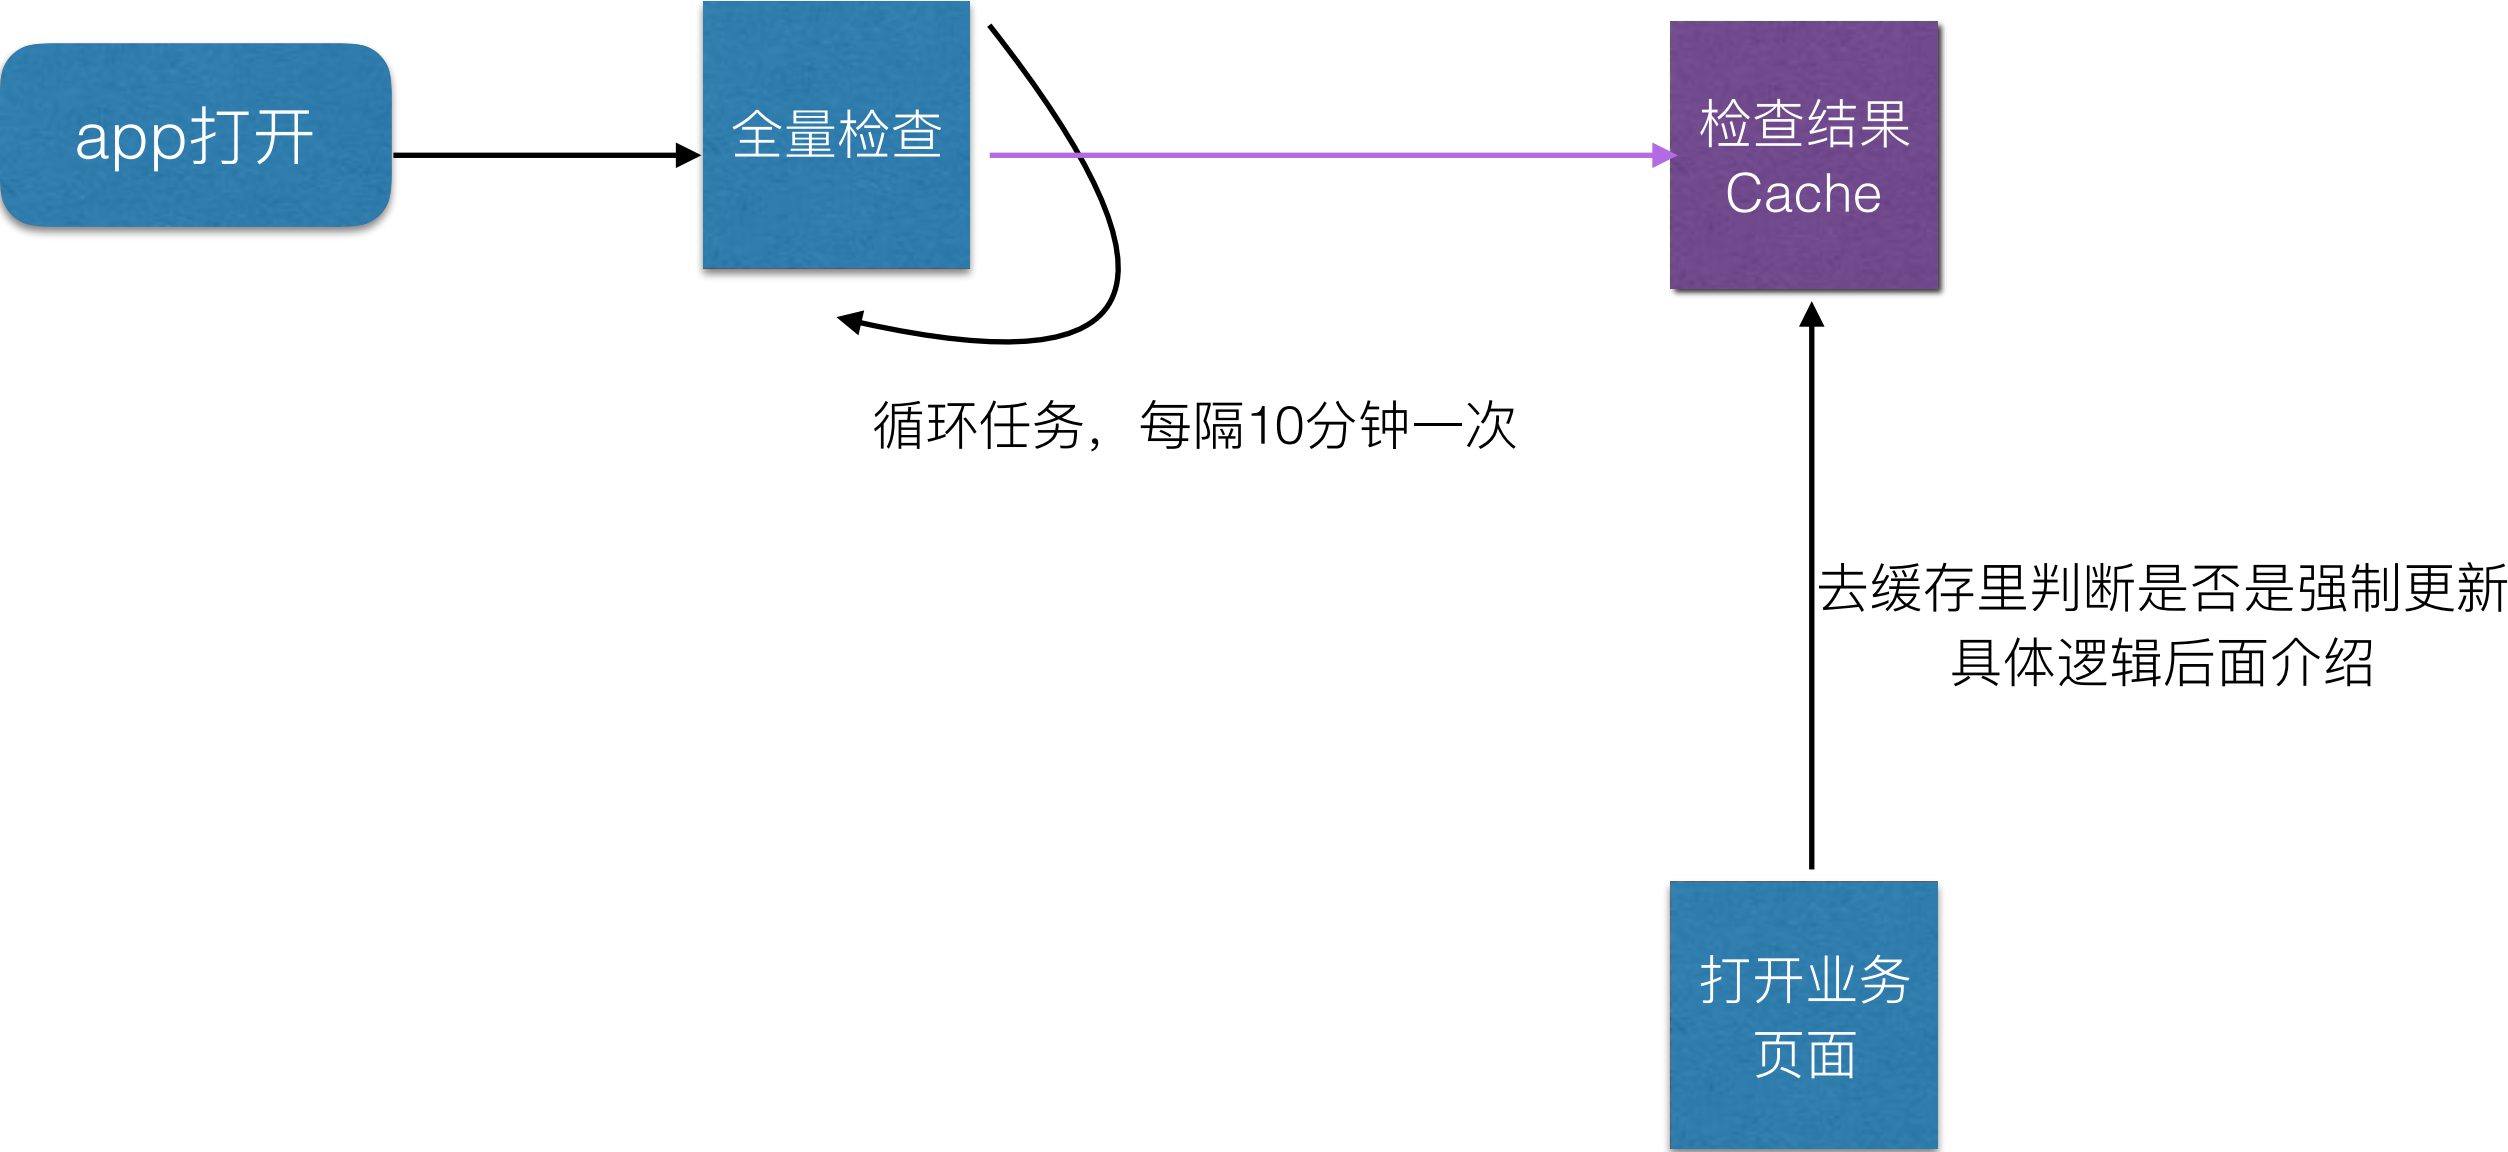 app打开
全量检查
检查结果
Cache
循环任务，每隔10分钟一次
去缓存里判断是否是强制更新
具体逻辑后面介绍
打开业务
页面